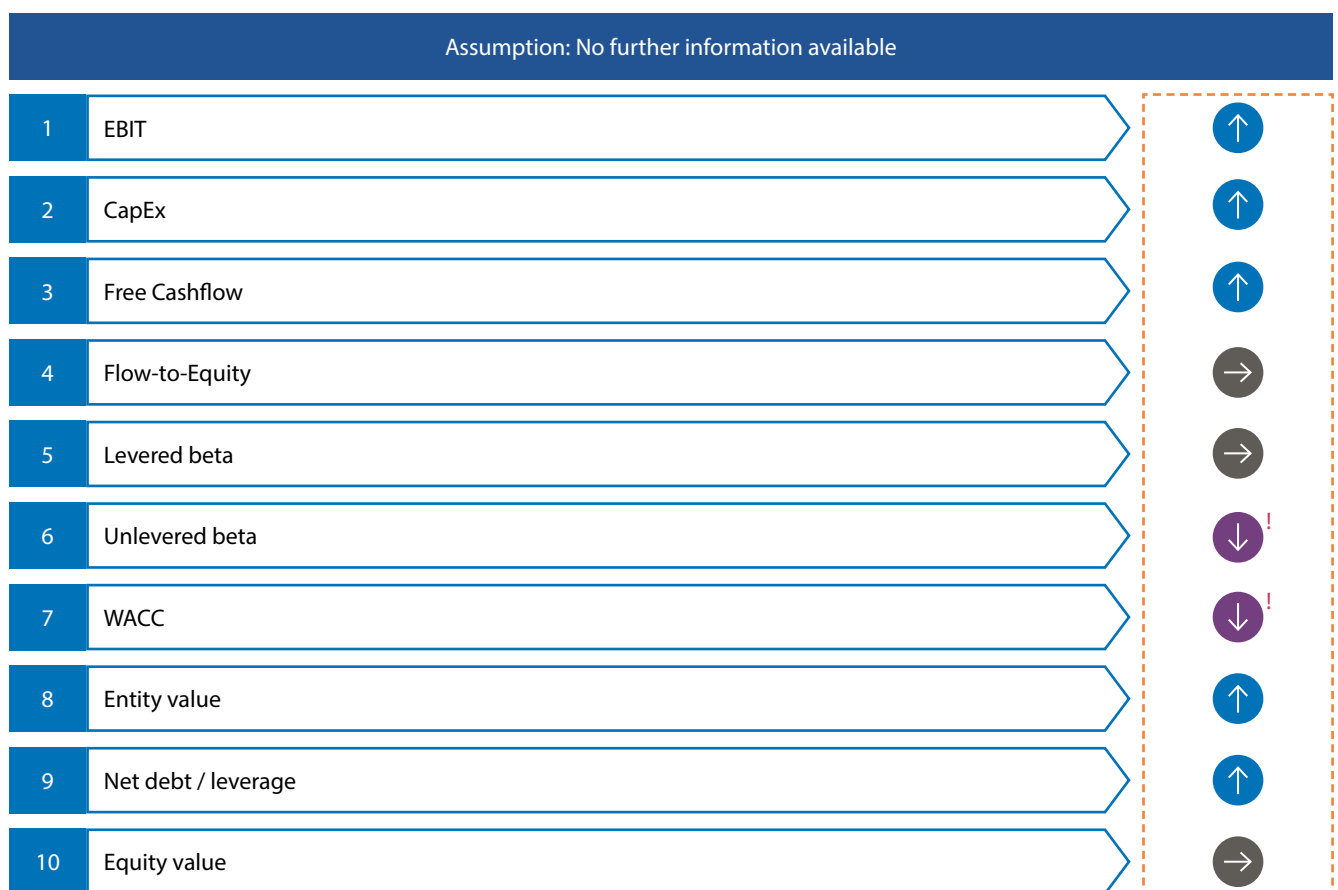 Assumption: No further information available
1 EBIT ↑
2 CapEx ↑
3 Free Cashflow ↑
4 Flow-to-Equity →
5 Levered beta →
6 Unlevered beta ↓ !
7 WACC ↓ !
8 Entity value ↑
9 Net debt / leverage ↑
10 Equity value →